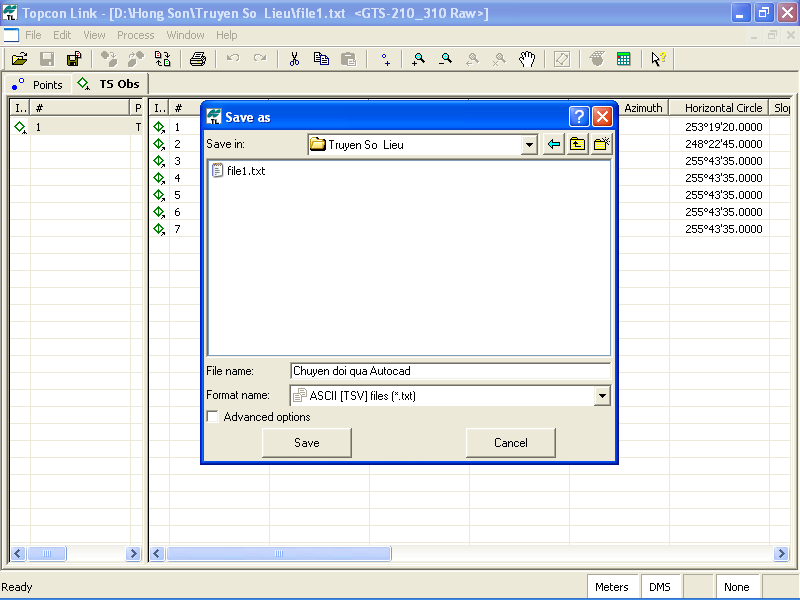 Topcon Link - [D:\Hong Son\Truyen So  Lieu\file1.txt  <GTS-210_310 Raw>]
File Edit View Process Window Help
Points TS Obs
I.. # P
1 T
I.. # Azimuth Horizontal Circle Slop
1 253°19'20.0000
2 248°22'45.0000
3 255°43'35.0000
4 255°43'35.0000
5 255°43'35.0000
6 255°43'35.0000
7 255°43'35.0000
Save as
Save in: Truyen So  Lieu
file1.txt
File name: Chuyen doi qua Autocad
Format name: ASCII [TSV] files (*.txt)
Advanced options
Save Cancel
Ready Meters DMS None